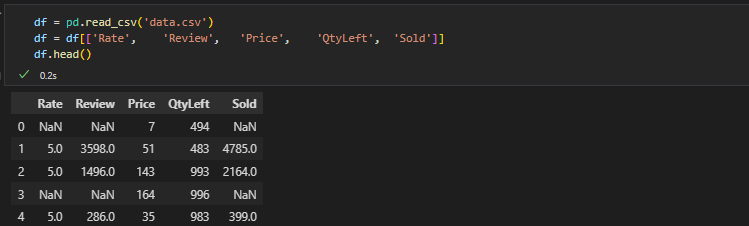 df = pd.read_csv('data.csv')
df = df[['Rate',    'Review',   'Price',    'QtyLeft',  'Sold']]
df.head()
0.2s
Rate Review Price QtyLeft Sold
0 NaN NaN 7 494 NaN
1 5.0 3598.0 51 483 4785.0
2 5.0 1496.0 143 993 2164.0
3 NaN NaN 164 996 NaN
4 5.0 286.0 35 983 399.0